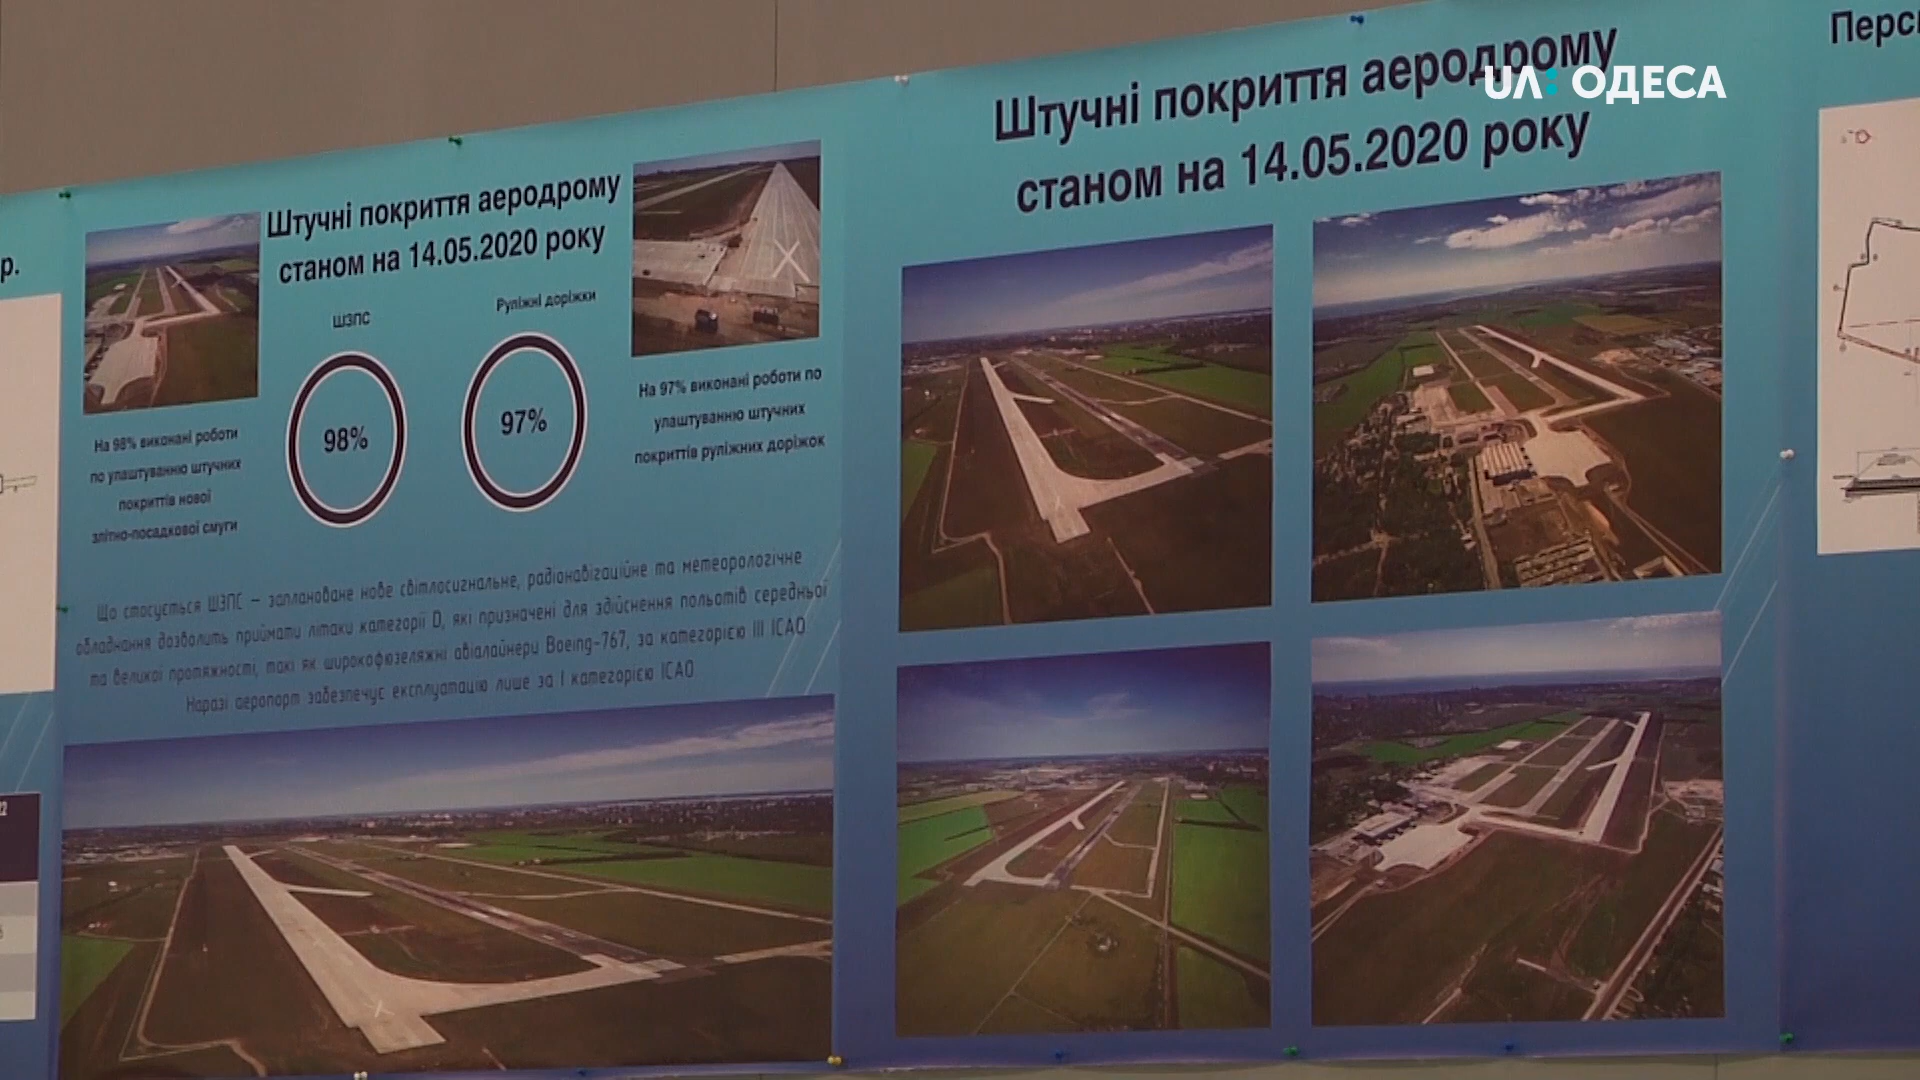 р.
Штучні покриття аеродрому
станом на 14.05.2020 року
ШЗПС
Руліжні доріжки
98%
97%
На 98% виконані роботи
по улаштуванню штучних
покриттів нової
злітно-посадкової смуги
На 97% виконані роботи по
улаштуванню штучних
покриттів руліжних доріжок
Що стосується ШЗПС – заплановане нове світлосигнальне, радіонавігаційне та метеорологічне
обладнання дозволить приймати літаки категорії D, які призначені для здійснення польотів середньої
та великої протяжності, такі як широкофюзеляжні авіалайнери Boeing-767, за категорією III ICAO
Наразі аеропорт забезпечує експлуатацію лише за I категорією ICAO
Штучні покриття аеродрому
станом на 14.05.2020 року
UA: ОДЕСА
Перс